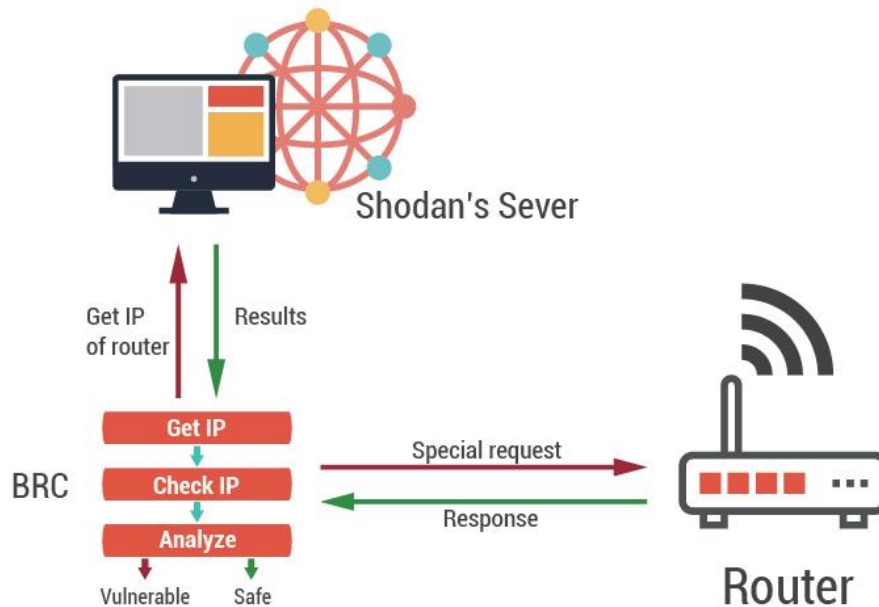 Shodan's Sever
Get IP
of router
Results
Get IP
BRC
Check IP
Analyze
Vulnerable
Safe
Special request
Response
Router